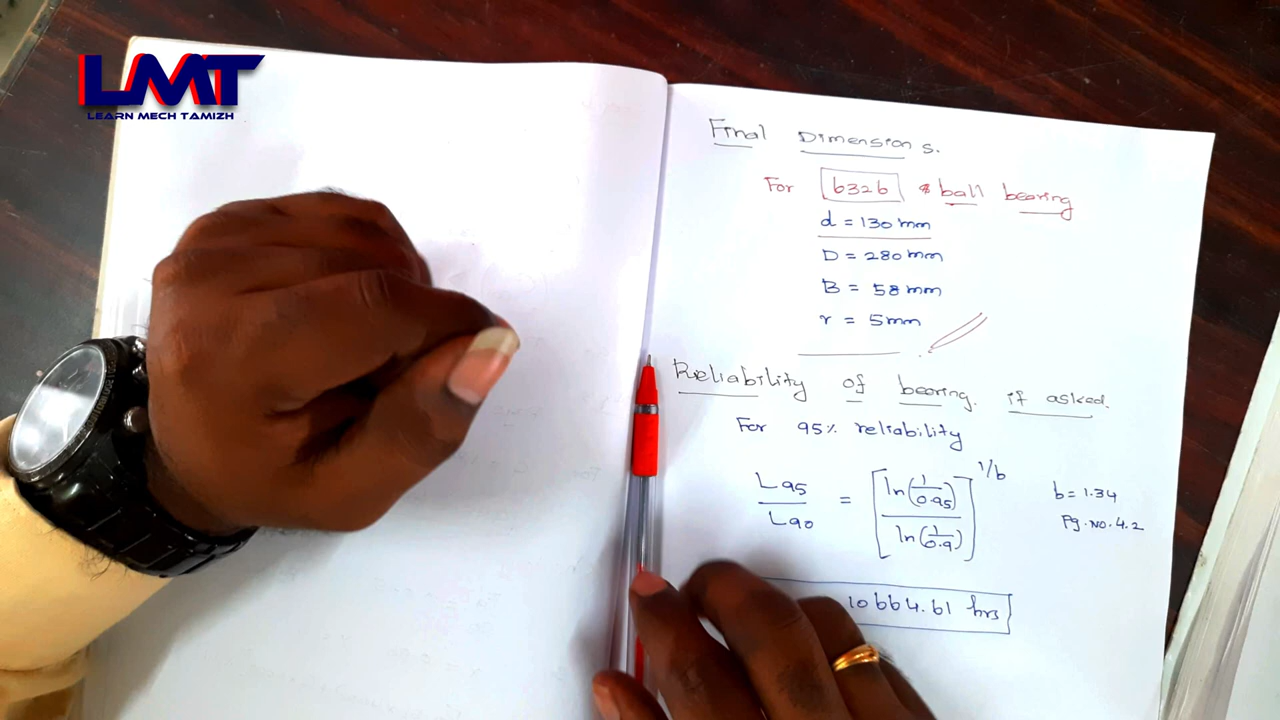 LMT
LEARN MECH TAMIZH
Final Dimensions.
For 6326 ball bearing
d = 130 mm
D = 280 mm
B = 58 mm
r = 5mm
Reliability of bearing. if asked.
For 95% reliability
L95 / L90 = [ ln(1/0.95) / ln(1/0.9) ]^1/b
b = 1.34
Pg. No. 4.2
10664.61 hrs